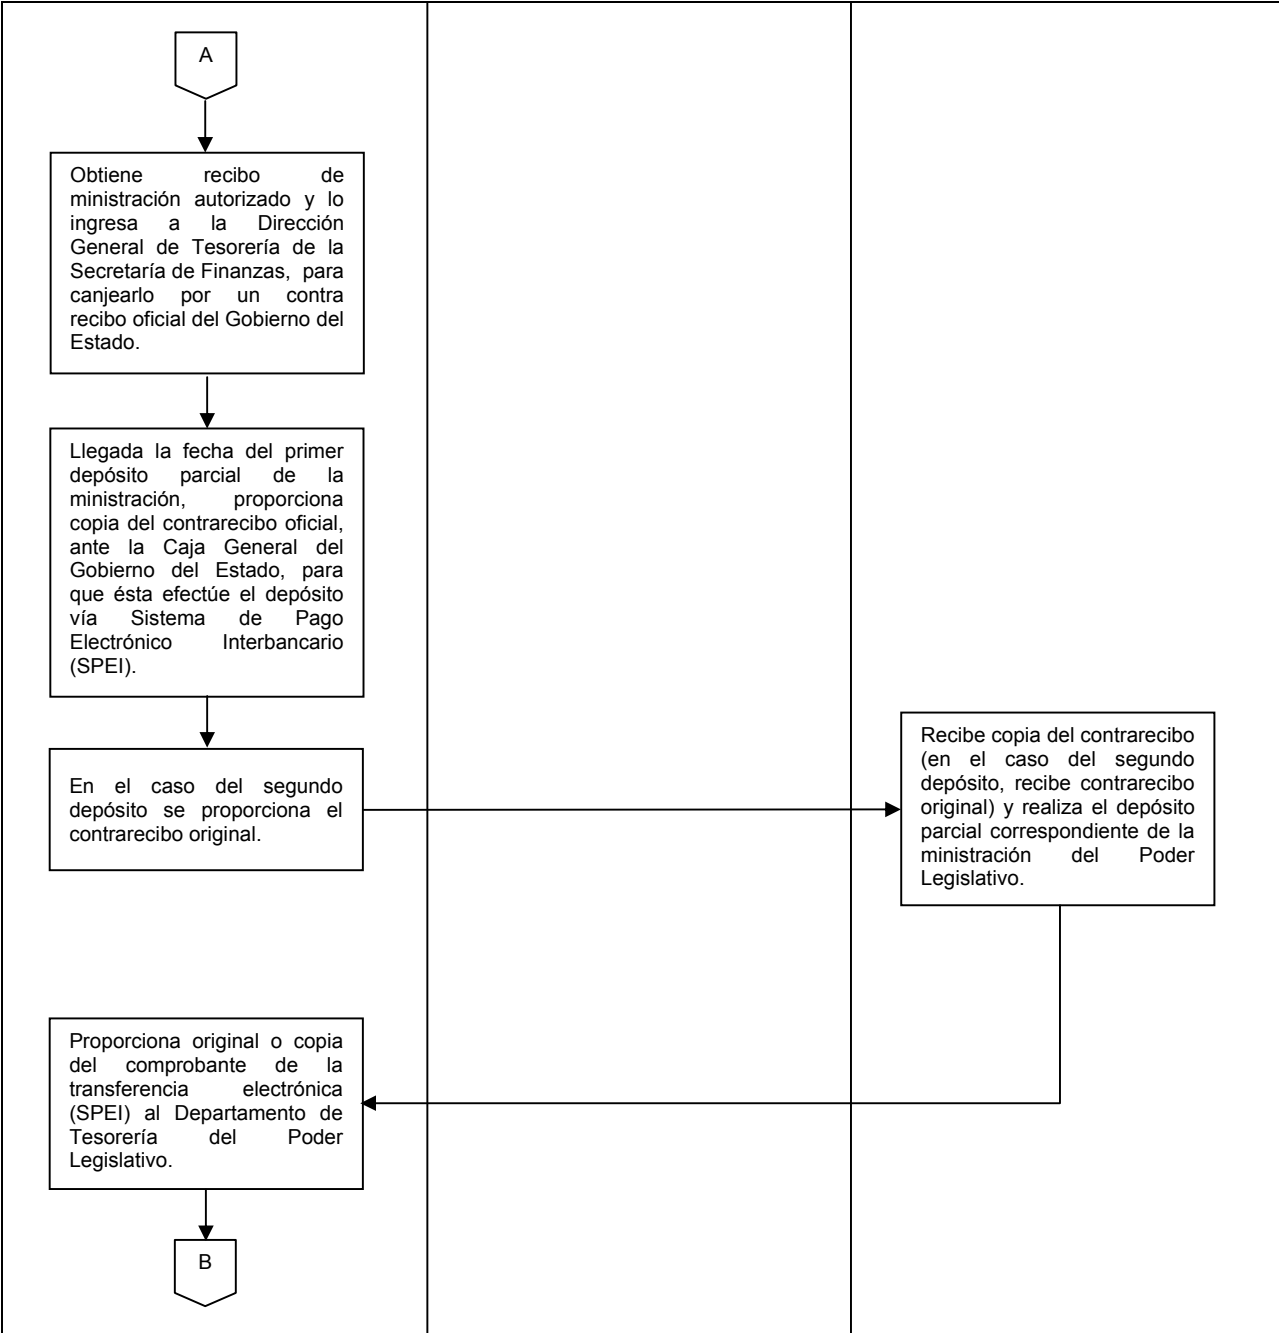 A
Obtiene recibo de
ministración autorizado y lo
ingresa a la Dirección
General de Tesorería de la
Secretaría de Finanzas, para
canjearlo por un contra
recibo oficial del Gobierno del
Estado.
Llegada la fecha del primer
depósito parcial de la
ministración, proporciona
copia del contrarecibo oficial,
ante la Caja General del
Gobierno del Estado, para
que ésta efectúe el depósito
vía Sistema de Pago
Electrónico Interbancario
(SPEI).
En el caso del segundo
depósito se proporciona el
contrarecibo original.
Recibe copia del contrarecibo
(en el caso del segundo
depósito, recibe contrarecibo
original) y realiza el depósito
parcial correspondiente de la
ministración del Poder
Legislativo.
Proporciona original o copia
del comprobante de la
transferencia electrónica
(SPEI) al Departamento de
Tesorería del Poder
Legislativo.
B